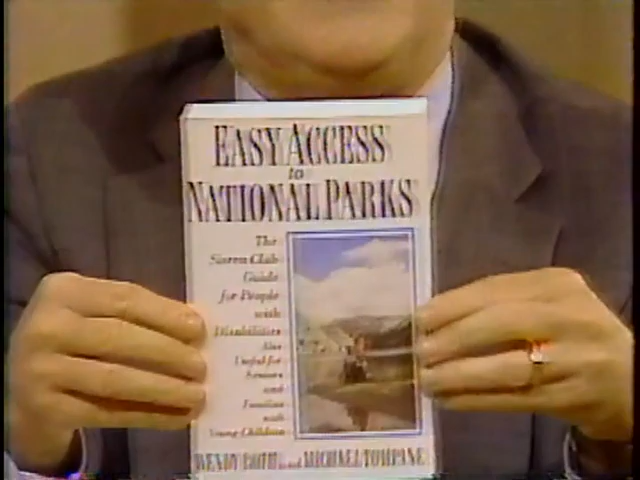 EASY ACCESS
to
NATIONAL PARKS
The
Sierra Club
Guide
for People
with
Disabilities
Also
Useful for
Seniors
and
Families
with
Young Children
WENDY ROTH and MICHAEL TOMPANE